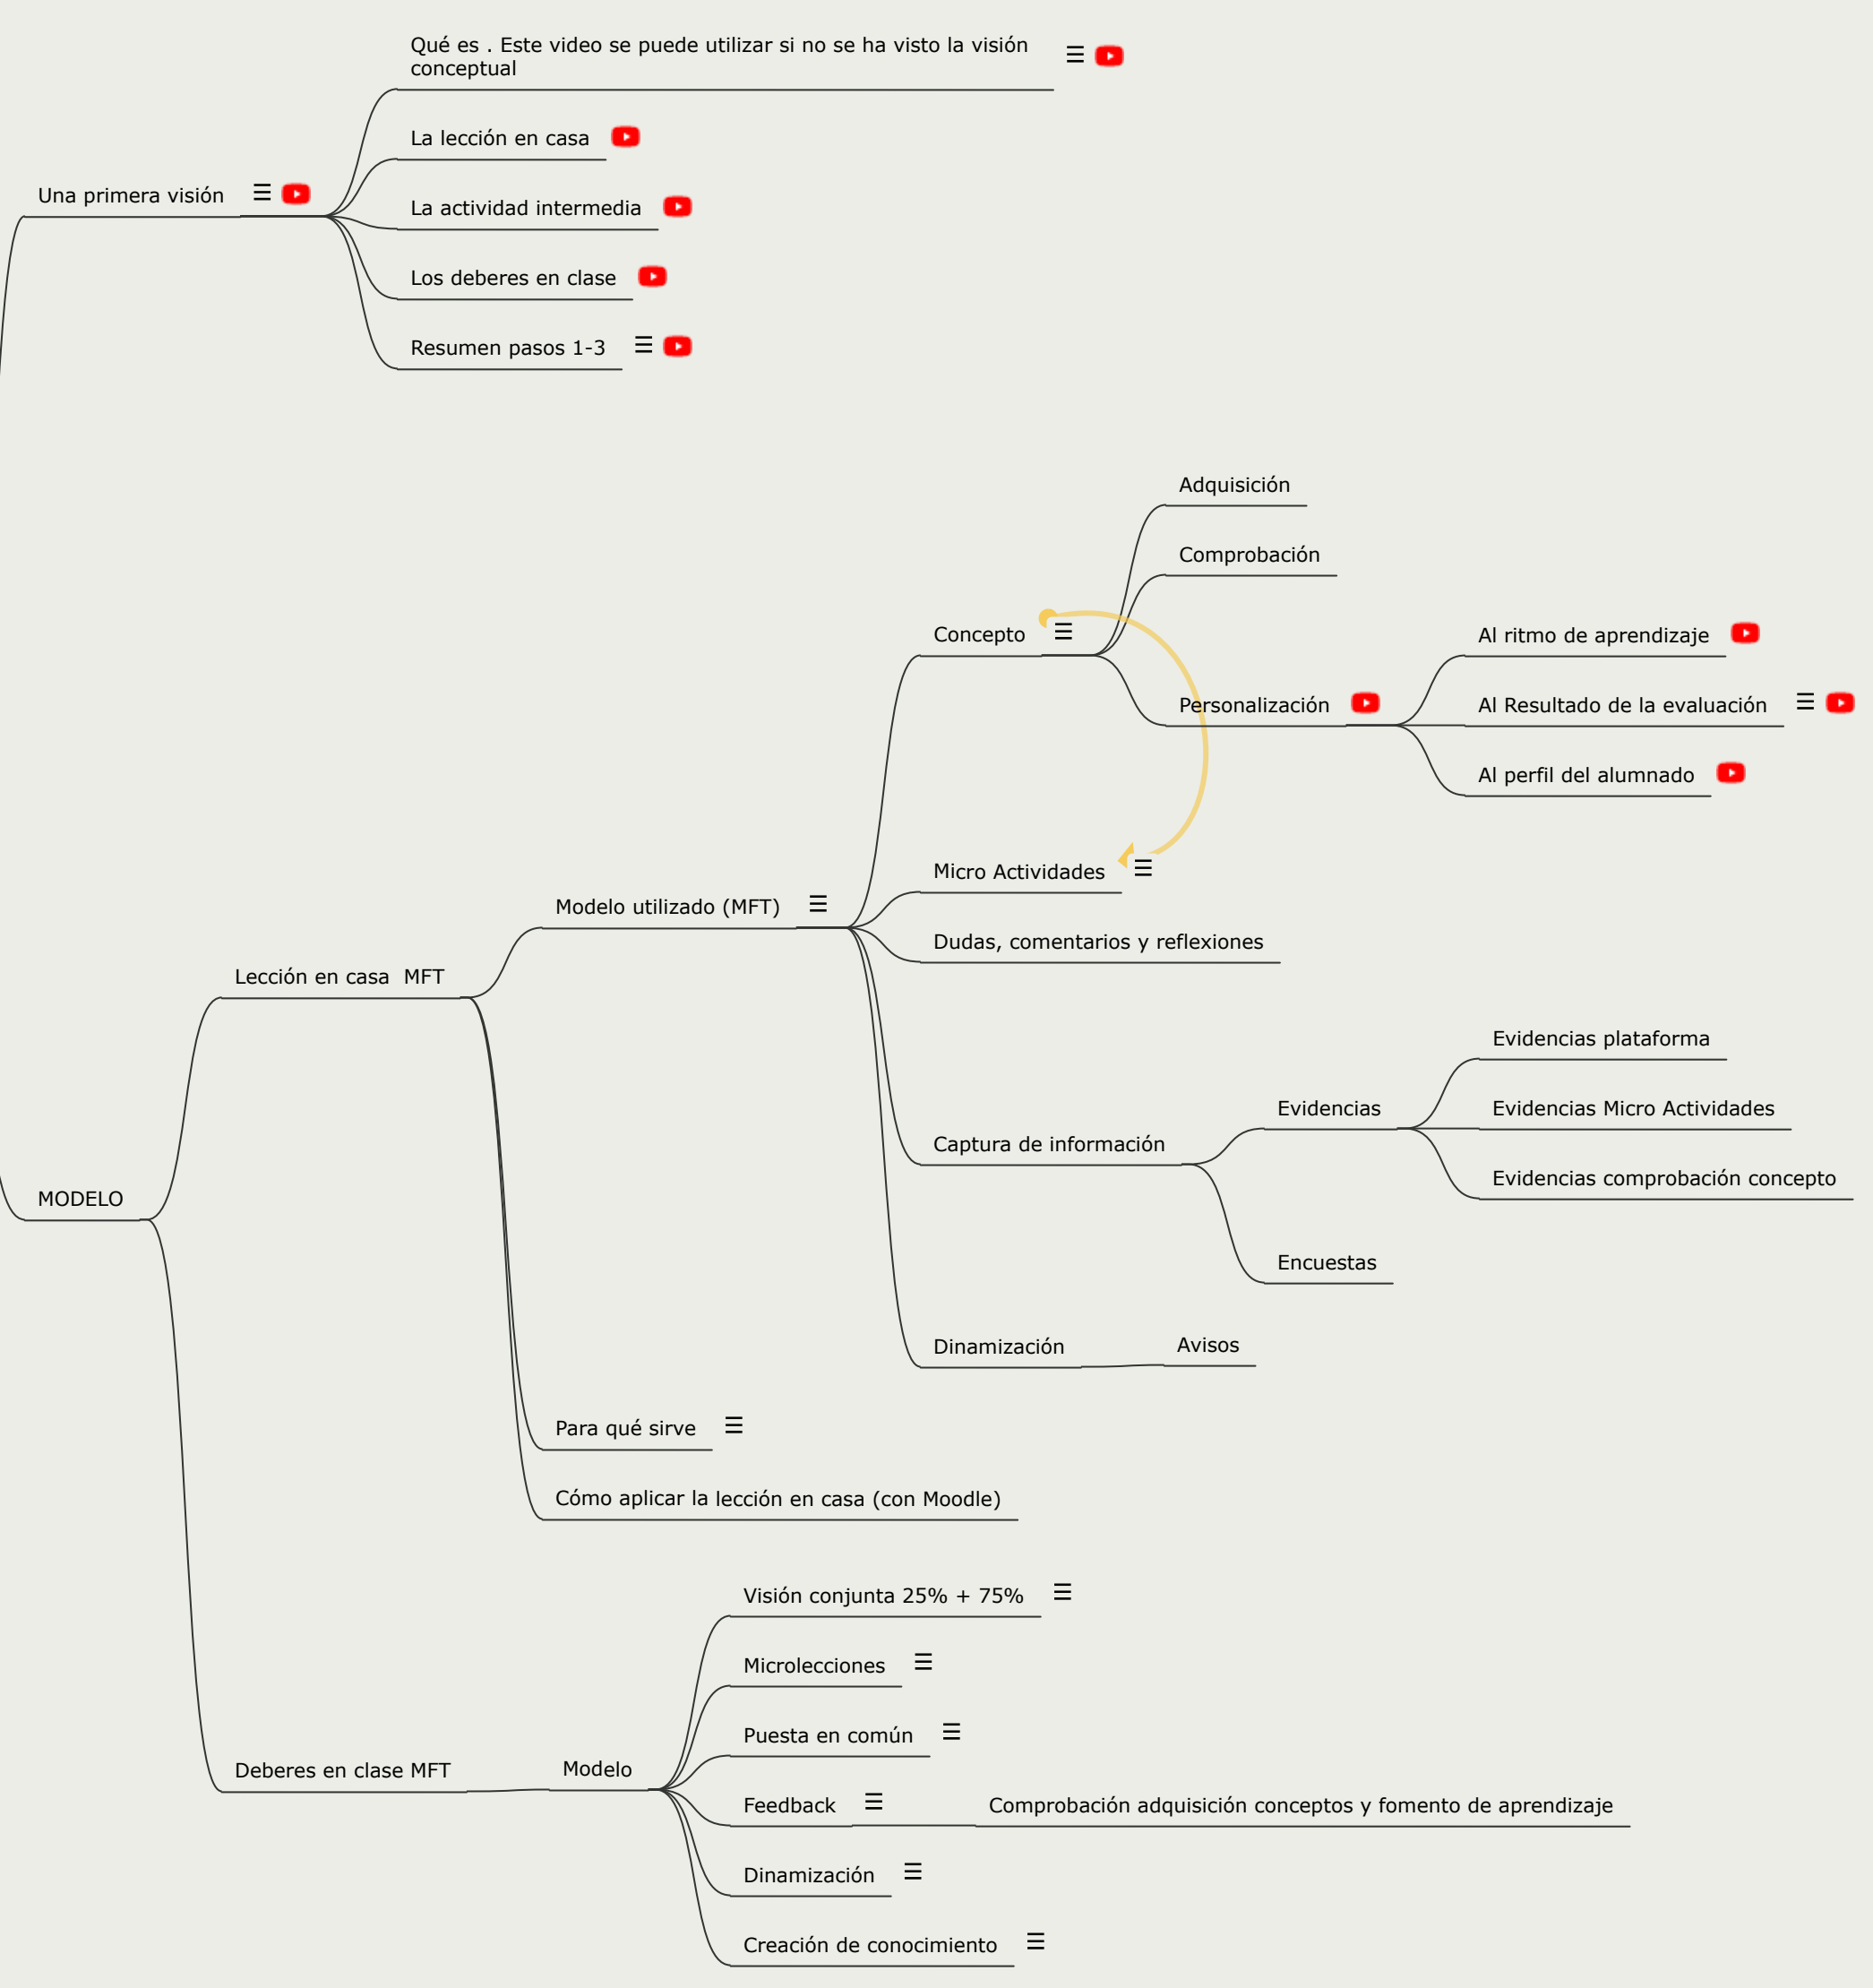 Qué es . Este video se puede utilizar si no se ha visto la visión
conceptual
La lección en casa
Una primera visión
La actividad intermedia
Los deberes en clase
Resumen pasos 1-3
Adquisición
Comprobación
Concepto
Al ritmo de aprendizaje
Personalización
Al Resultado de la evaluación
Al perfil del alumnado
Micro Actividades
Modelo utilizado (MFT)
Dudas, comentarios y reflexiones
Lección en casa  MFT
Evidencias plataforma
Evidencias
Evidencias Micro Actividades
Captura de información
Evidencias comprobación concepto
MODELO
Encuestas
Dinamización
Avisos
Para qué sirve
Cómo aplicar la lección en casa (con Moodle)
Visión conjunta 25% + 75%
Microlecciones
Puesta en común
Deberes en clase MFT
Modelo
Feedback
Comprobación adquisición conceptos y fomento de aprendizaje
Dinamización
Creación de conocimiento